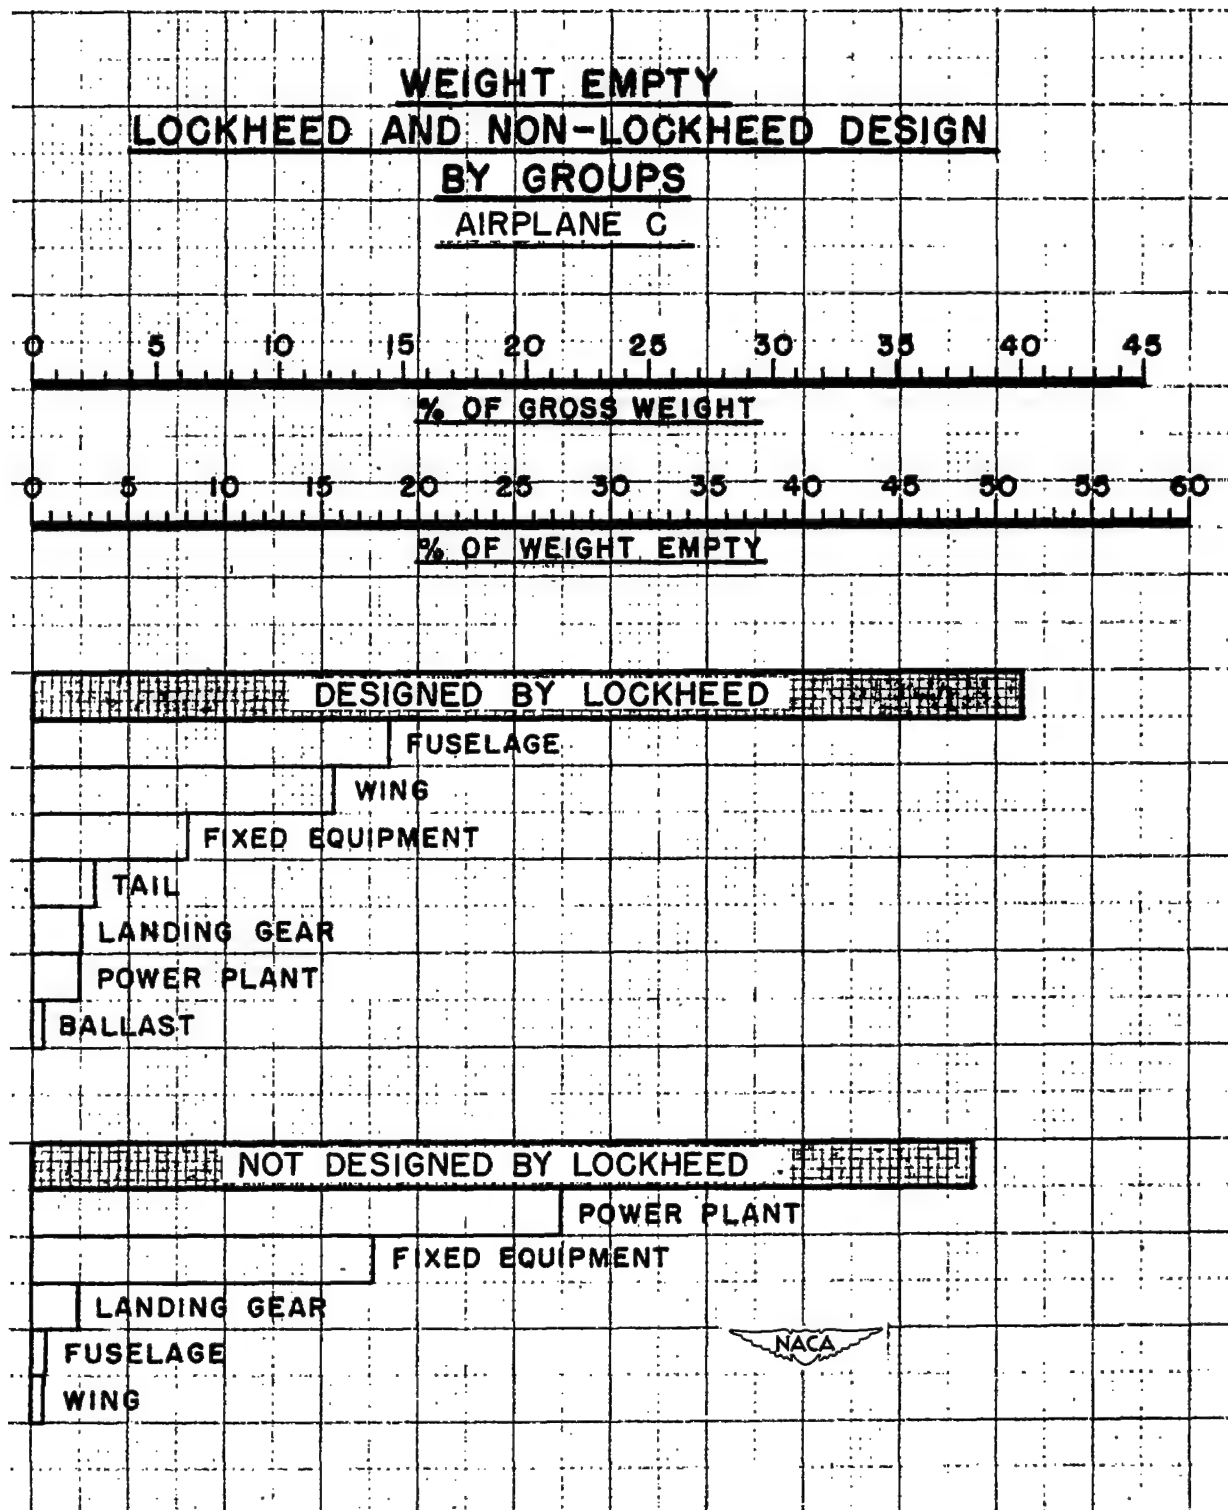 WEIGHT EMPTY
LOCKHEED AND NON-LOCKHEED DESIGN
BY GROUPS
AIRPLANE C
0 5 10 15 20 25 30 35 40 45
% OF GROSS WEIGHT
0 5 10 15 20 25 30 35 40 45 50 55 60
% OF WEIGHT EMPTY
DESIGNED BY LOCKHEED
FUSELAGE
WING
FIXED EQUIPMENT
TAIL
LANDING GEAR
POWER PLANT
BALLAST
NOT DESIGNED BY LOCKHEED
POWER PLANT
FIXED EQUIPMENT
LANDING GEAR
FUSELAGE
WING
NACA